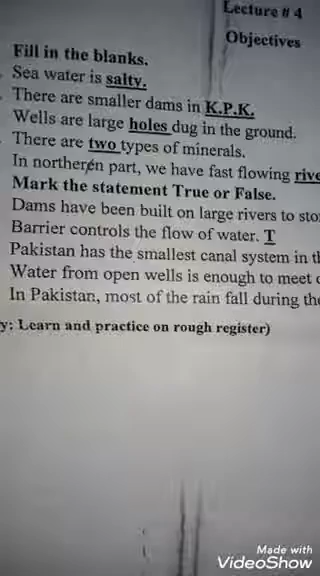 Lecture # 4
Objectives
Fill in the blanks.
Sea water is salty.
There are smaller dams in K.P.K.
Wells are large holes dug in the ground.
There are two types of minerals.
In northeren part, we have fast flowing
Mark the statement True or False.
Dams have been built on large rivers to
Barrier controls the flow of water. T
Pakistan has the smallest canal system in
Water from open wells is enough to meet
In Pakistan, most of the rain fall during
Learn and practice on rough register)
Made with
VideoShow